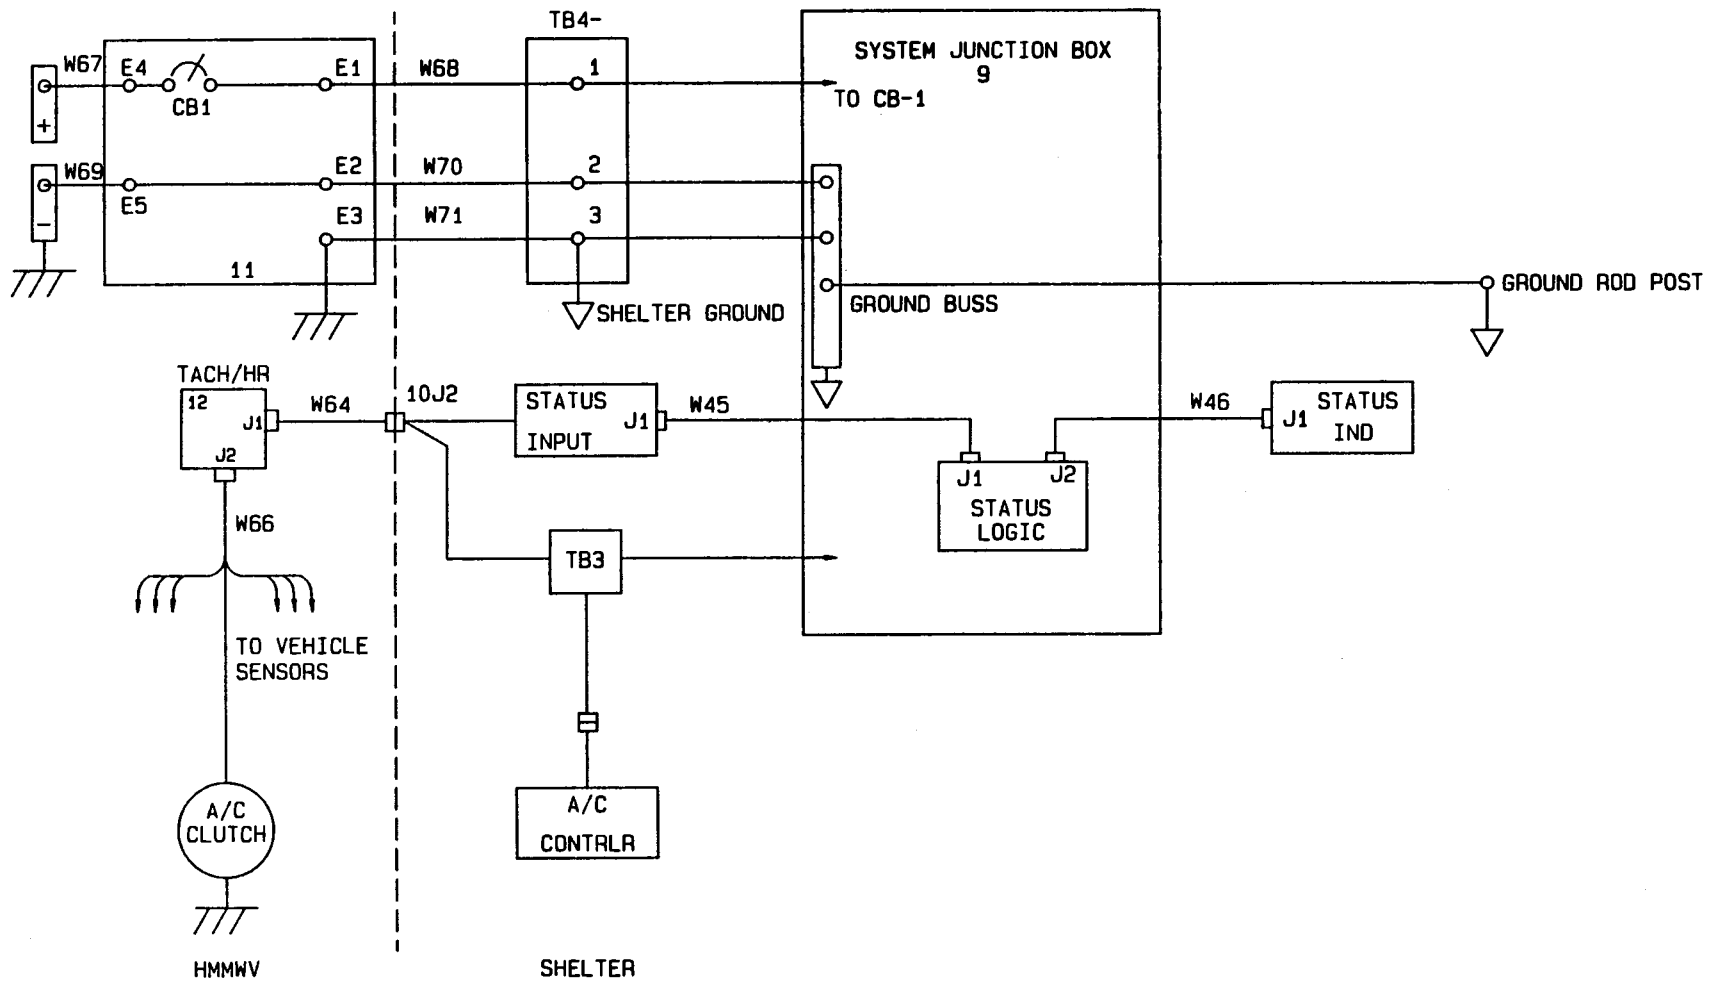 TB4-
SYSTEM JUNCTION BOX
9
W67
E4
CB1
E1
W68
1
TO CB-1
+
W69
E5
E2
W70
2
E3
W71
3
-
11
SHELTER GROUND
GROUND BUSS
GROUND ROD POST
TACH/HR
12
J1
J2
W64
10J2
STATUS
INPUT
J1
W45
W46
J1
STATUS
IND
J1
J2
STATUS
LOGIC
W66
TB3
TO VEHICLE
SENSORS
A/C
CLUTCH
A/C
CONTRLR
HMMWV
SHELTER